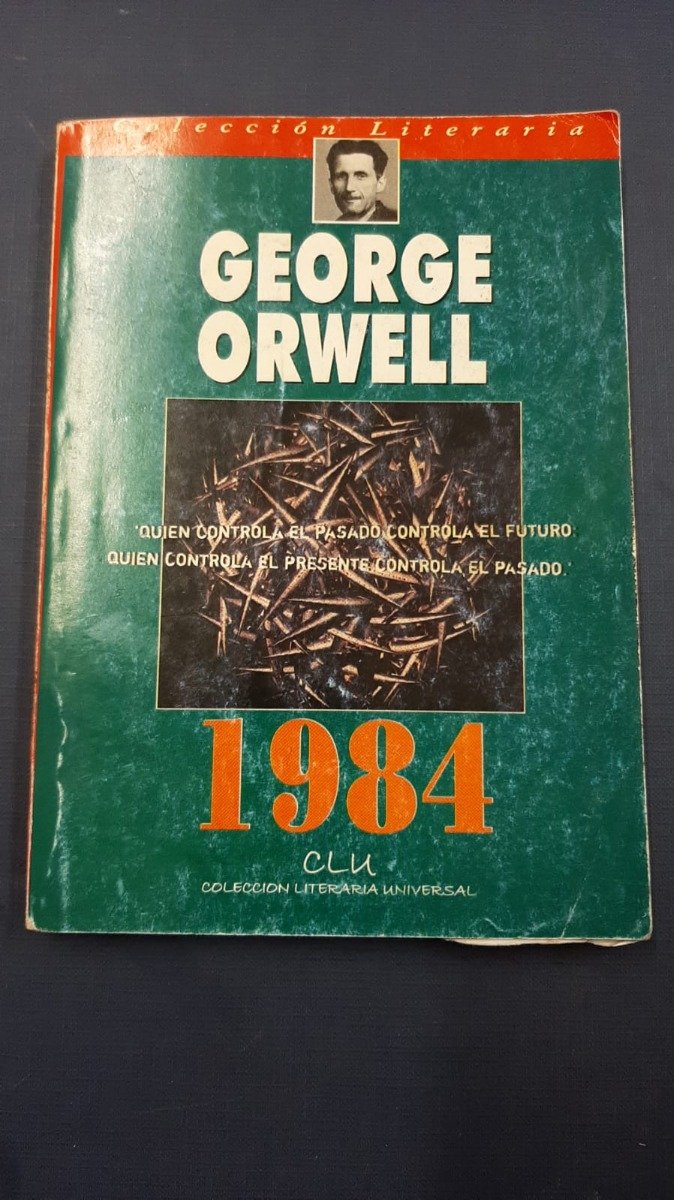 Colección Literaria
GEORGE
ORWELL
"QUIEN CONTROLA EL PASADO CONTROLA EL FUTURO:
QUIEN CONTROLA EL PRESENTE CONTROLA EL PASADO."
1984
CLU
COLECCION LITERARIA UNIVERSAL